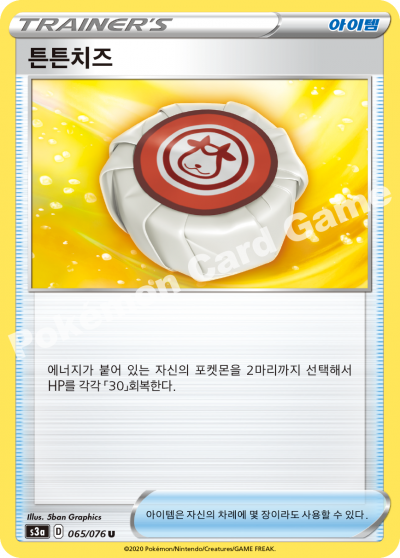 TRAINER'S 아이템
튼튼치즈
Pokémon Card Game
에너지가 붙어 있는 자신의 포켓몬을 2마리까지 선택해서
HP를 각각 「30」회복한다.
Illus. 5ban Graphics
s3a D 065/076 U
아이템은 자신의 차례에 몇 장이라도 사용할 수 있다.
©2020 Pokémon/Nintendo/Creatures/GAME FREAK.